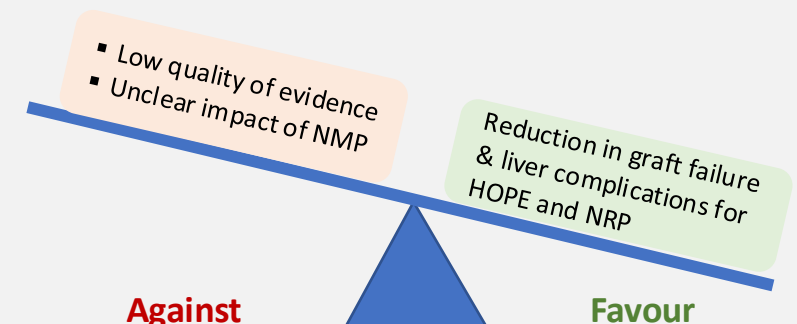 ▪ Low quality of evidence
▪ Unclear impact of NMP
Reduction in graft failure
& liver complications for
HOPE and NRP
Against
Favour